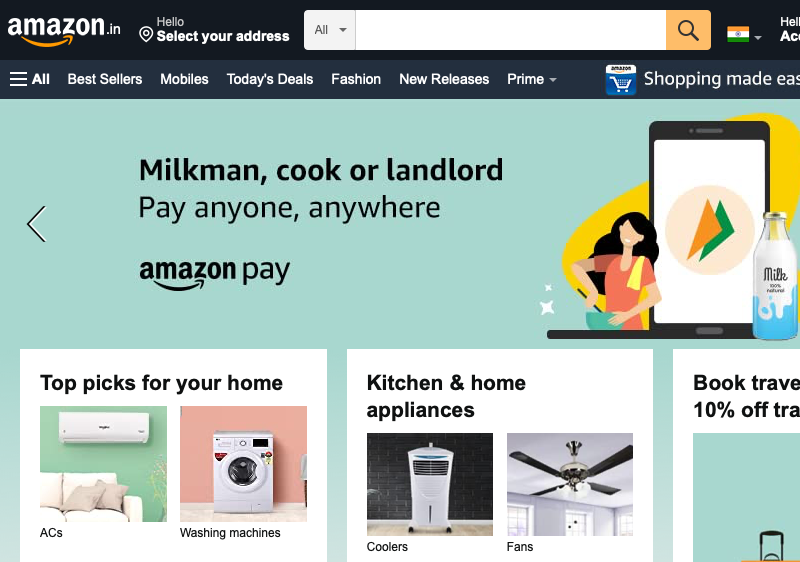 amazon.in
Hello
Select your address
All
All
Best Sellers
Mobiles
Today's Deals
Fashion
New Releases
Prime
amazon
Shopping made eas
Milkman, cook or landlord
Pay anyone, anywhere
amazon pay
Milk
100%
natural
Top picks for your home
ACs
Washing machines
Kitchen & home
appliances
Coolers
Fans
Book trave
10% off tra